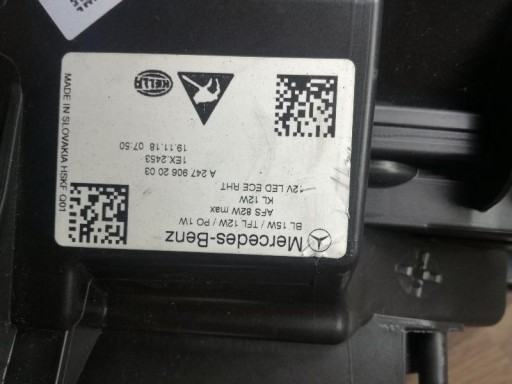 Mercedes-Benz
BL 15W / TFL 12W / PO 1W
AFS 82W max
KL 12W
12V LED ECE RHT
A 247 906 20 03
1EX.2453
19.11.18 07:50
HELLA
MADE IN SLOVAKIA HSKF Q01